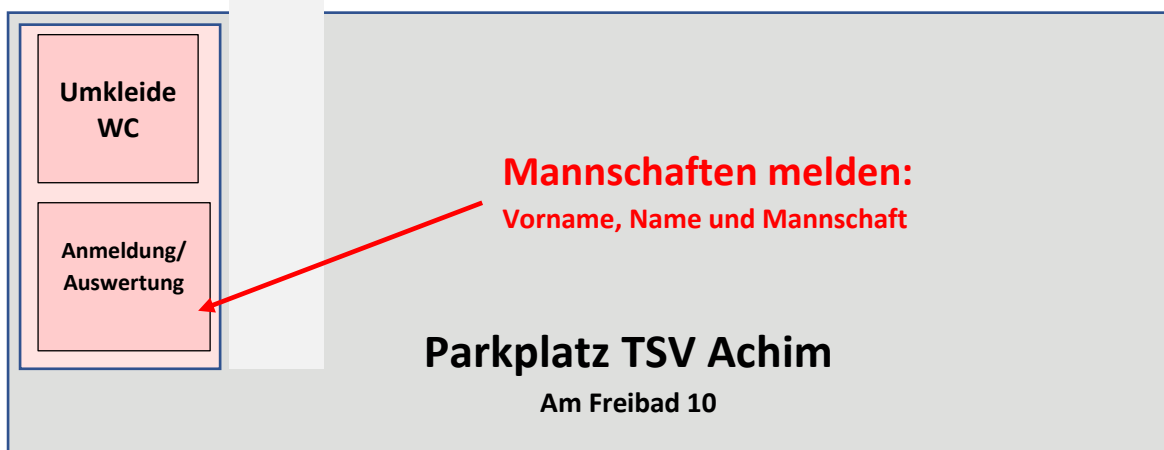 Umkleide
WC
Mannschaften melden:
Vorname, Name und Mannschaft
Anmeldung/
Auswertung
Parkplatz TSV Achim
Am Freibad 10